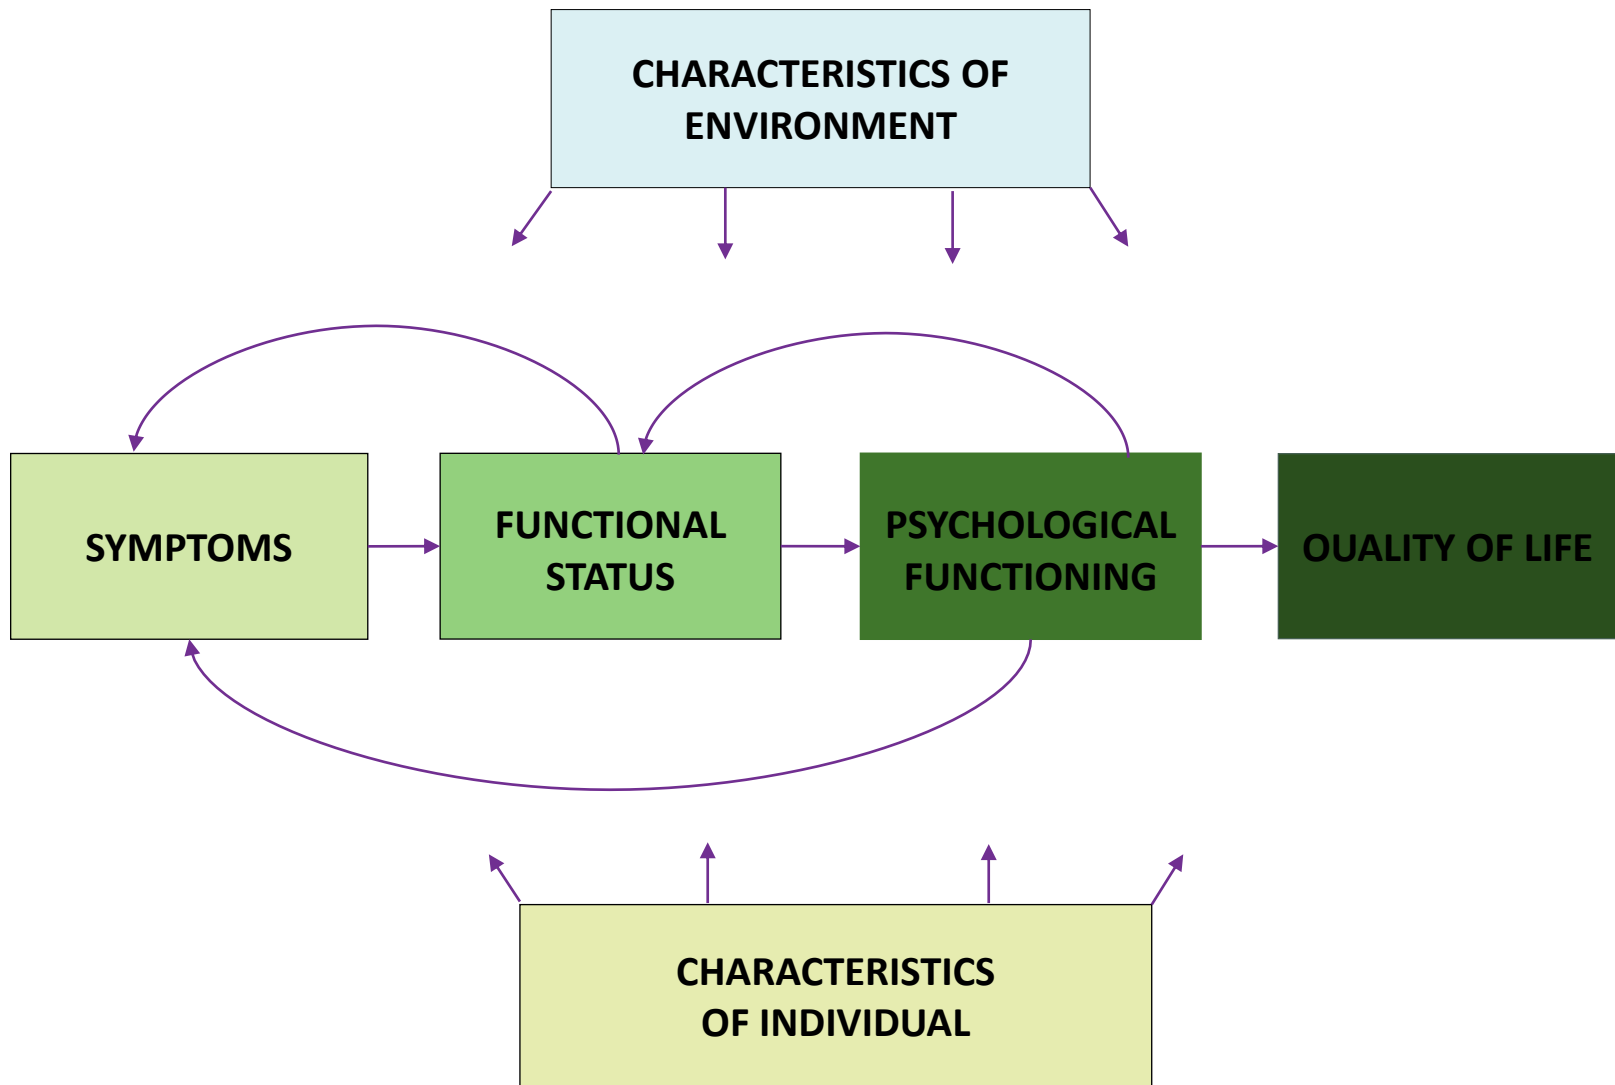 CHARACTERISTICS OF
ENVIRONMENT
SYMPTOMS
FUNCTIONAL
STATUS
PSYCHOLOGICAL
FUNCTIONING
OUALITY OF LIFE
CHARACTERISTICS
OF INDIVIDUAL